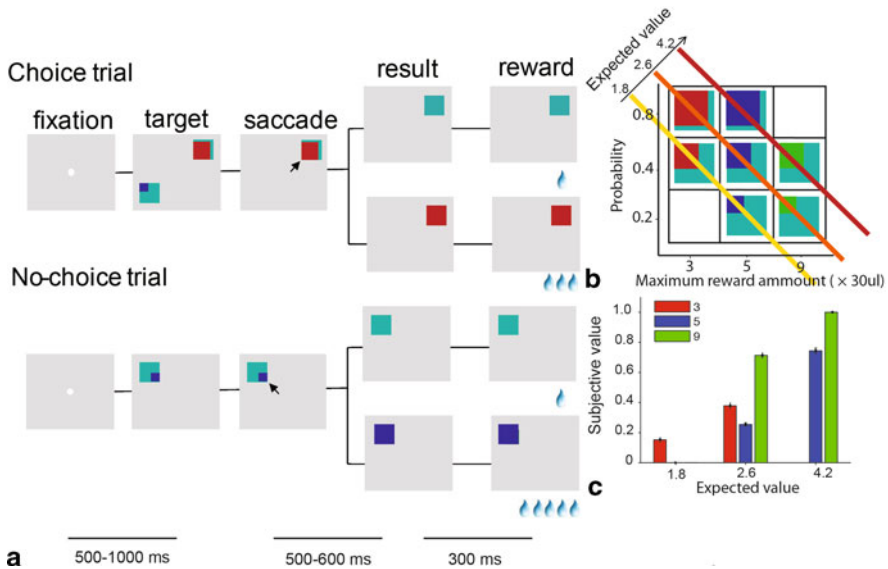 Choice trial
fixation
target
saccade
result
reward
No-choice trial
a
500-1000 ms
500-600 ms
300 ms
Expected value
1.8
2.6
4.2
Probability
0.8
0.4
0.2
3
5
9
b
Maximum reward ammount ( × 30ul)
Subjective value
1.0
0.8
0.6
0.4
0.2
0
3
5
9
1.8
2.6
4.2
c
Expected value